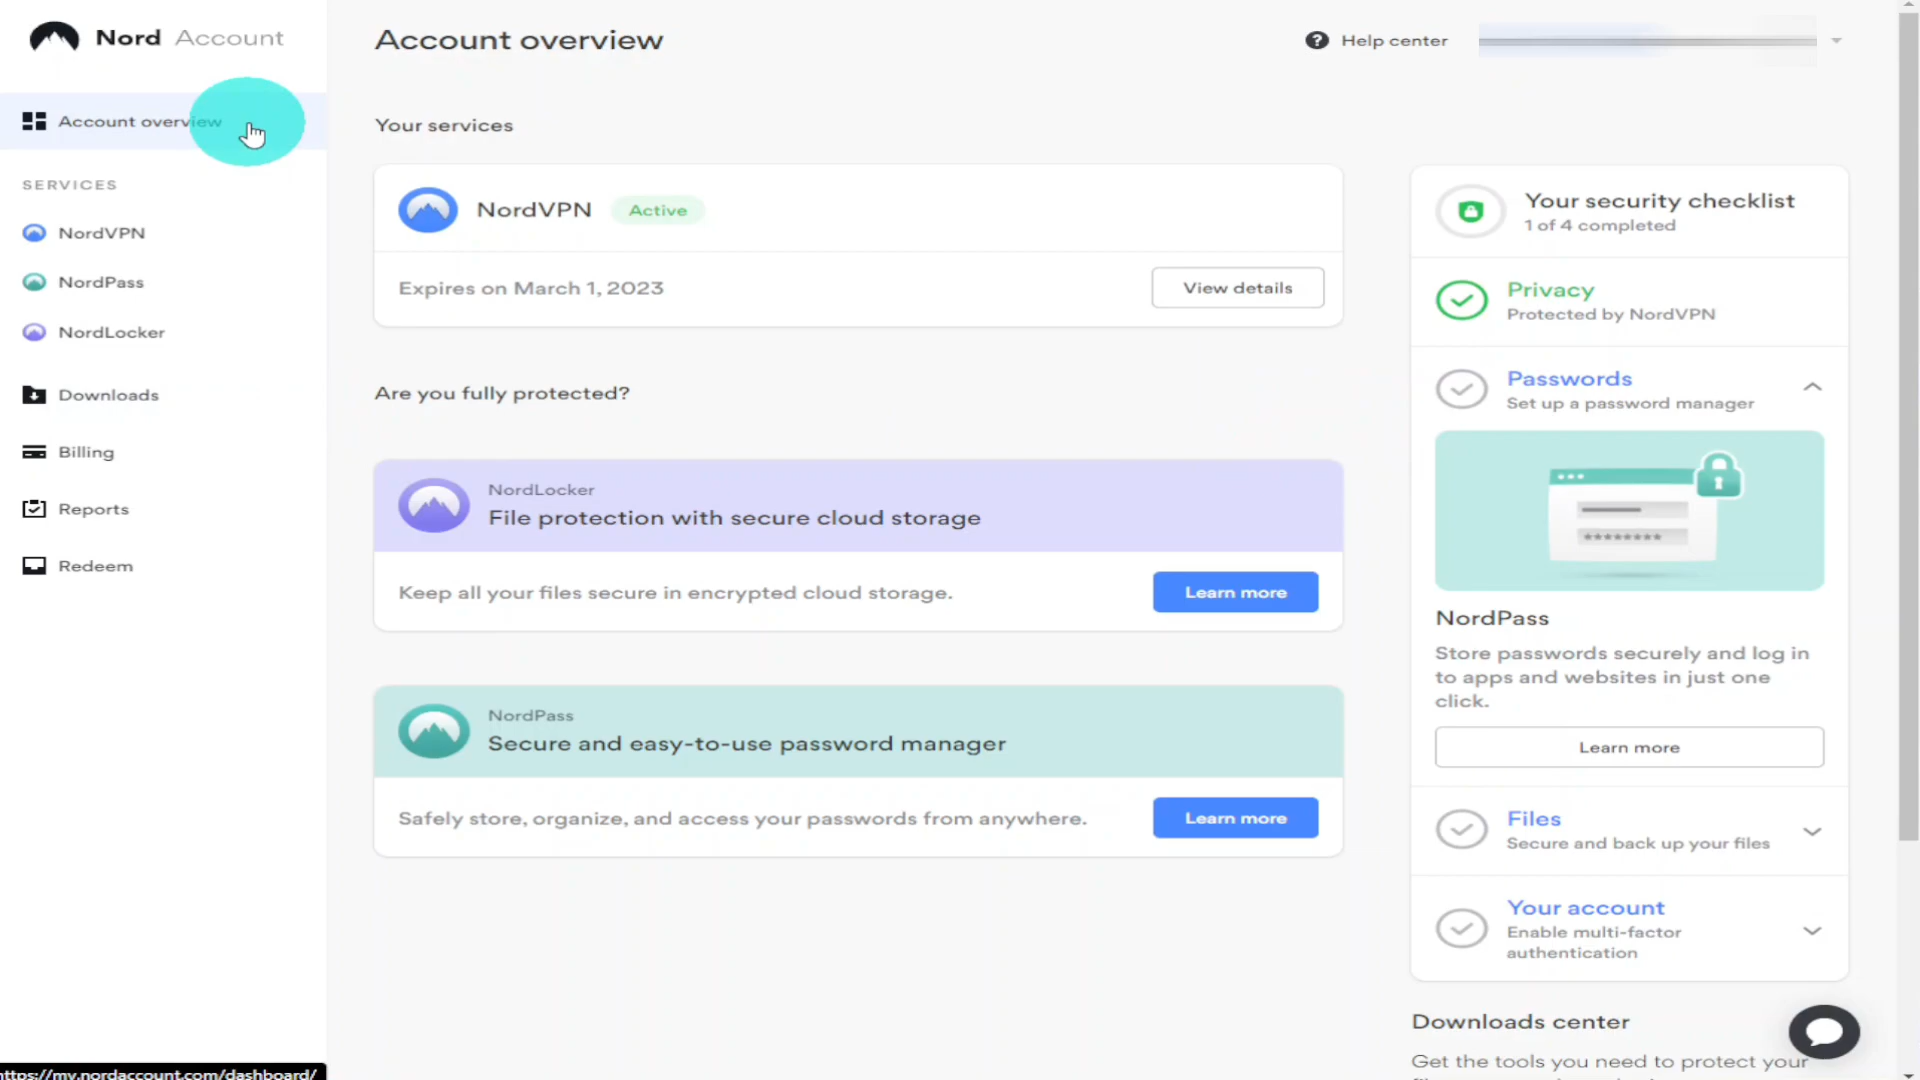 Nord Account
Account overview
SERVICES
NordVPN
NordPass
NordLocker
Downloads
Billing
Reports
Redeem
https://my.nordaccount.com/dashboard/
Account overview
Help center
Your services
NordVPN Active
Expires on March 1, 2023
View details
Are you fully protected?
NordLocker
File protection with secure cloud storage
Keep all your files secure in encrypted cloud storage.
Learn more
NordPass
Secure and easy-to-use password manager
Safely store, organize, and access your passwords from anywhere.
Learn more
Your security checklist
1 of 4 completed
Privacy
Protected by NordVPN
Passwords
Set up a password manager
********
NordPass
Store passwords securely and log in
to apps and websites in just one
click.
Learn more
Files
Secure and back up your files
Your account
Enable multi-factor
authentication
Downloads center
Get the tools you need to protect your